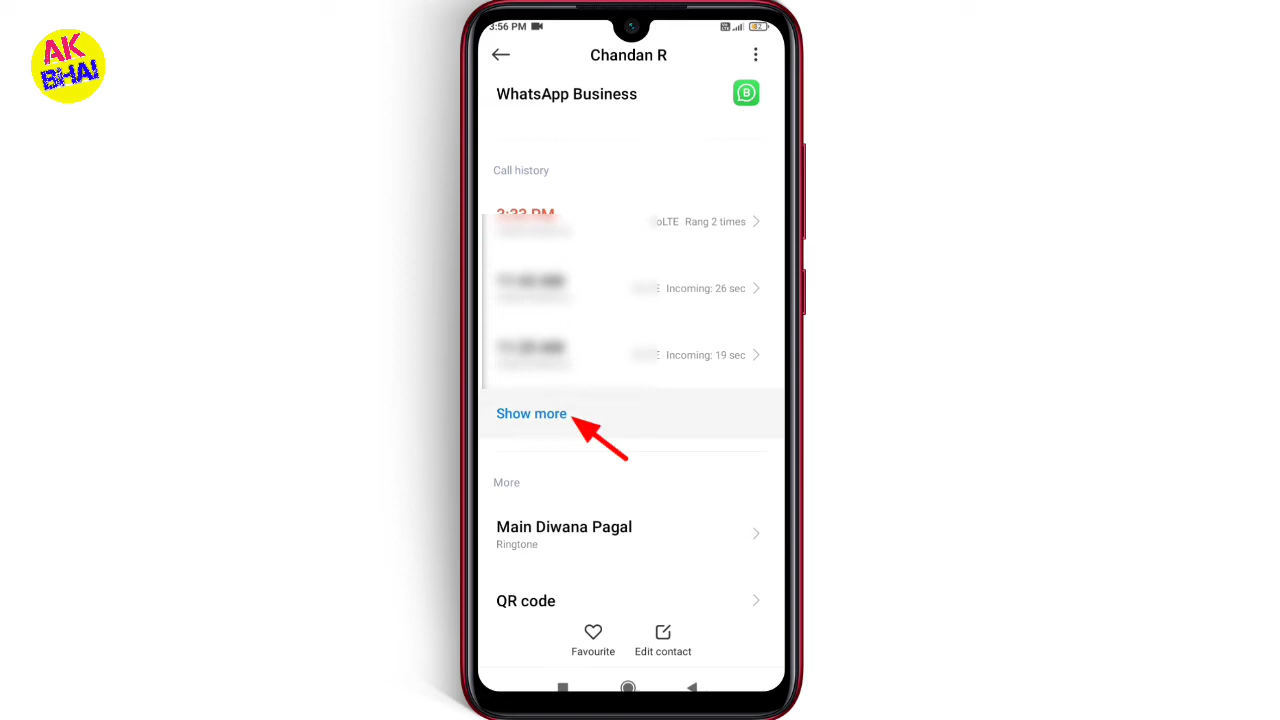 AK
BHAI
3:56 PM
Chandan R
WhatsApp Business
B
Call history
3:33 PM
oLTE Rang 2 times
E Incoming: 26 sec
E Incoming: 19 sec
Show more
More
Main Diwana Pagal
Ringtone
QR code
Favourite
Edit contact